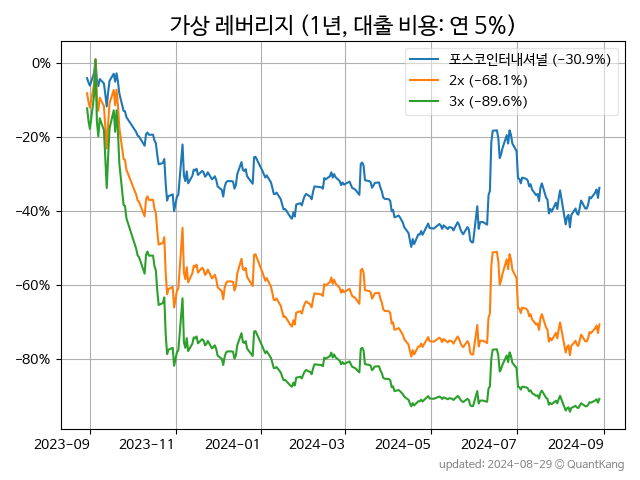 가상 레버리지 (1년, 대출 비용: 연 5%)
포스코인터내셔널 (-30.9%)
2x (-68.1%)
3x (-89.6%)
0%
−20%
−40%
−60%
−80%
2023-09 2023-11 2024-01 2024-03 2024-05 2024-07 2024-09
updated: 2024-08-29 © QuantKang